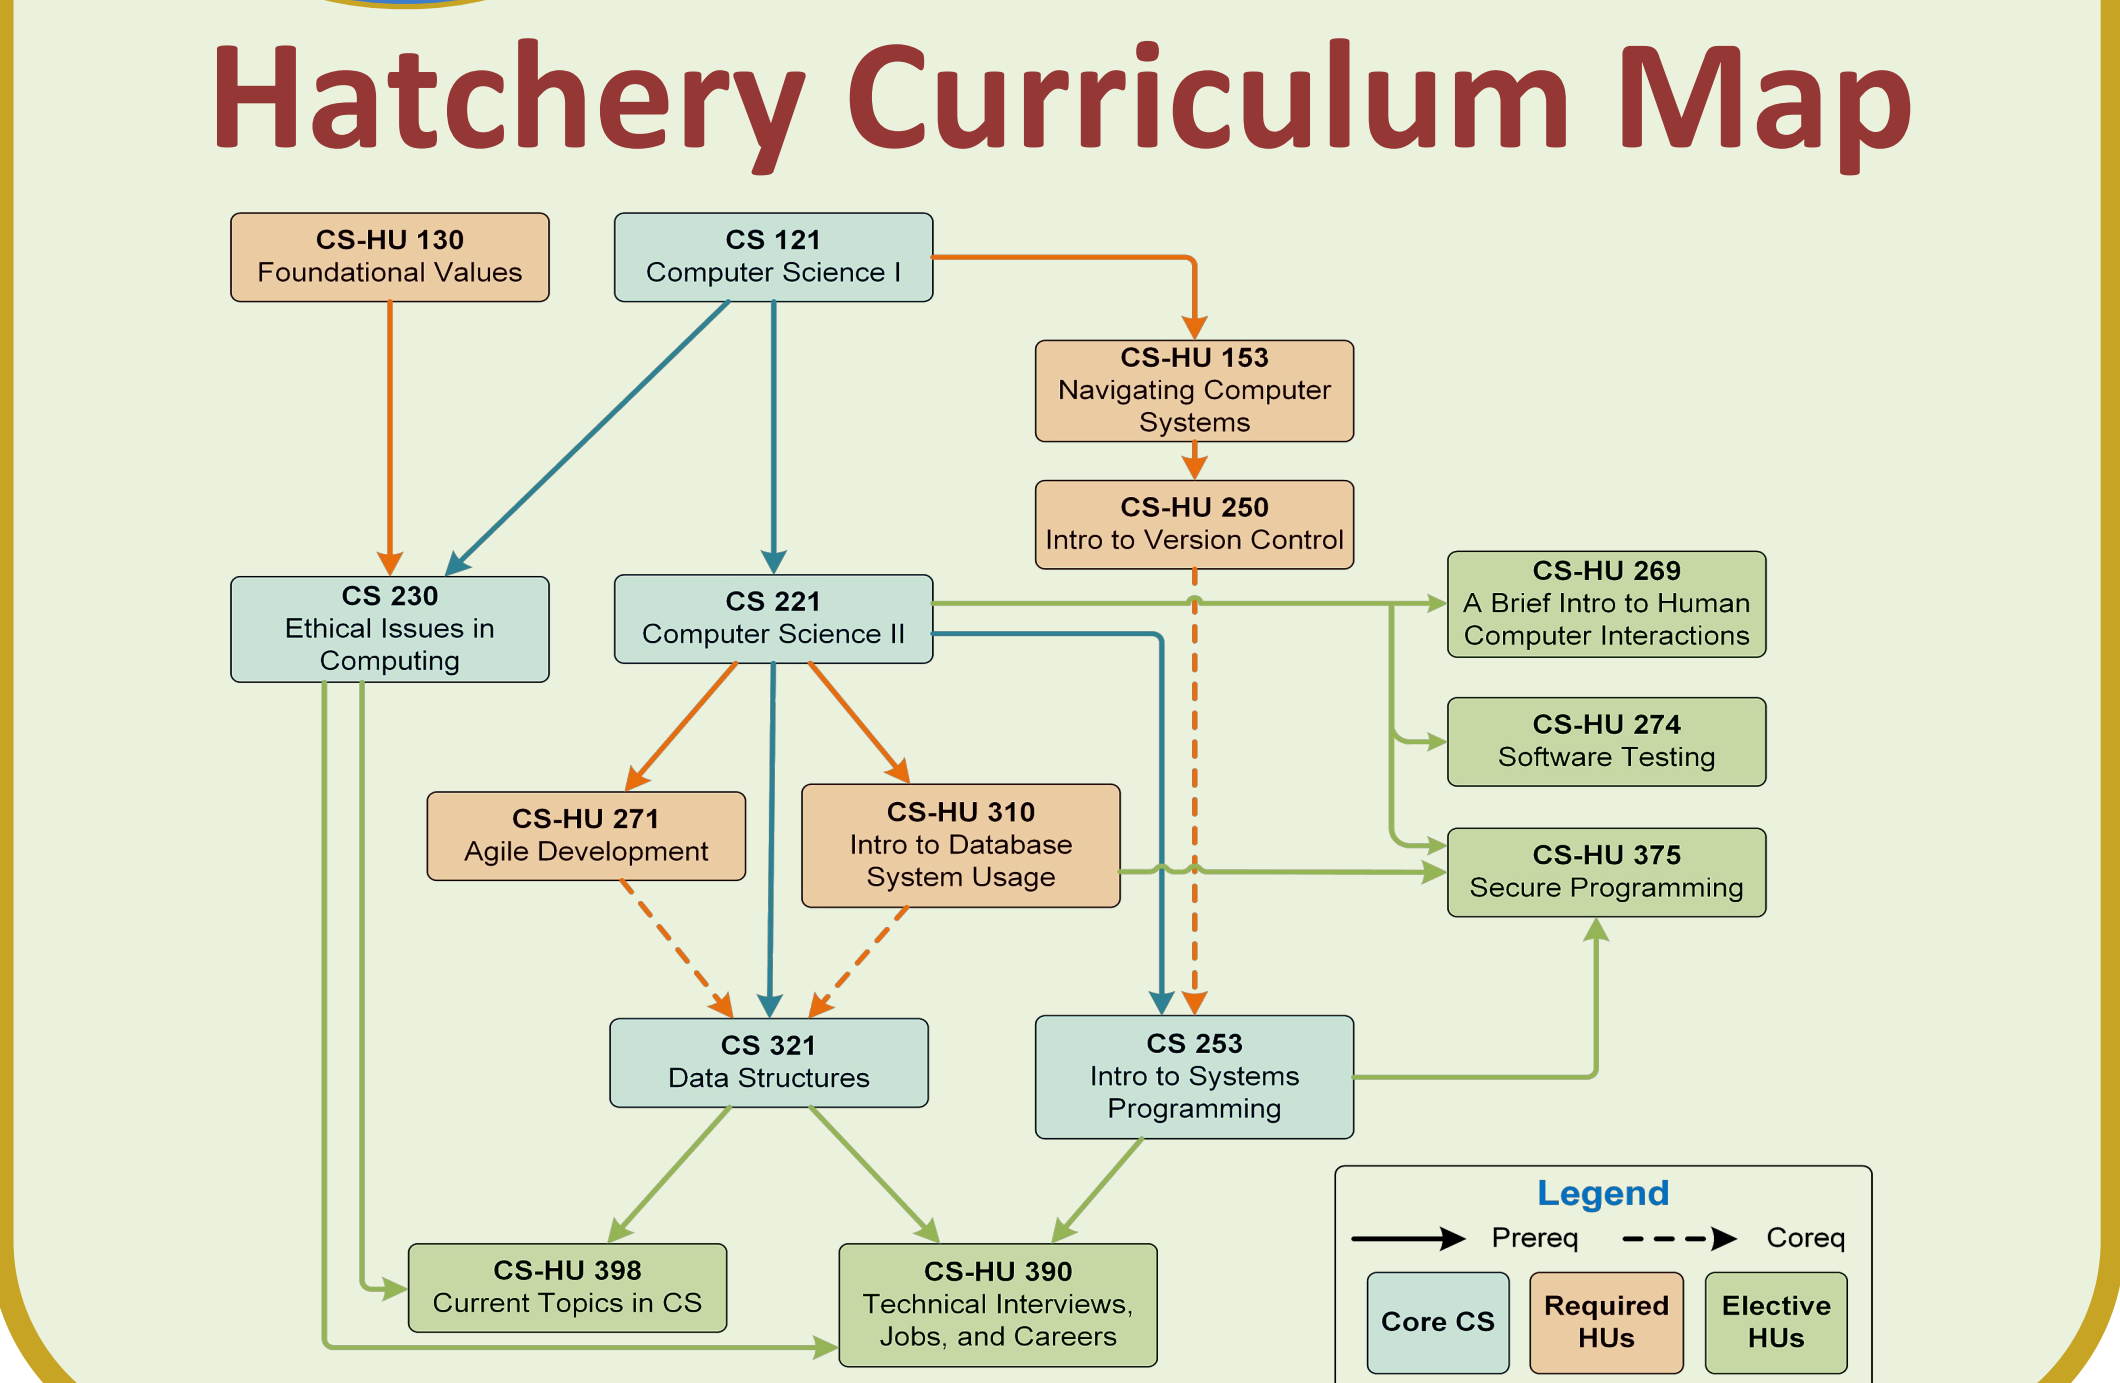 Hatchery Curriculum Map
CS-HU 130
Foundational Values
CS 121
Computer Science I
CS-HU 153
Navigating Computer
Systems
CS-HU 250
Intro to Version Control
CS 230
Ethical Issues in
Computing
CS 221
Computer Science II
CS-HU 269
A Brief Intro to Human
Computer Interactions
CS-HU 274
Software Testing
CS-HU 271
Agile Development
CS-HU 310
Intro to Database
System Usage
CS-HU 375
Secure Programming
CS 321
Data Structures
CS 253
Intro to Systems
Programming
CS-HU 398
Current Topics in CS
CS-HU 390
Technical Interviews,
Jobs, and Careers
Legend
Prereq
Coreq
Core CS
Required
HUs
Elective
HUs